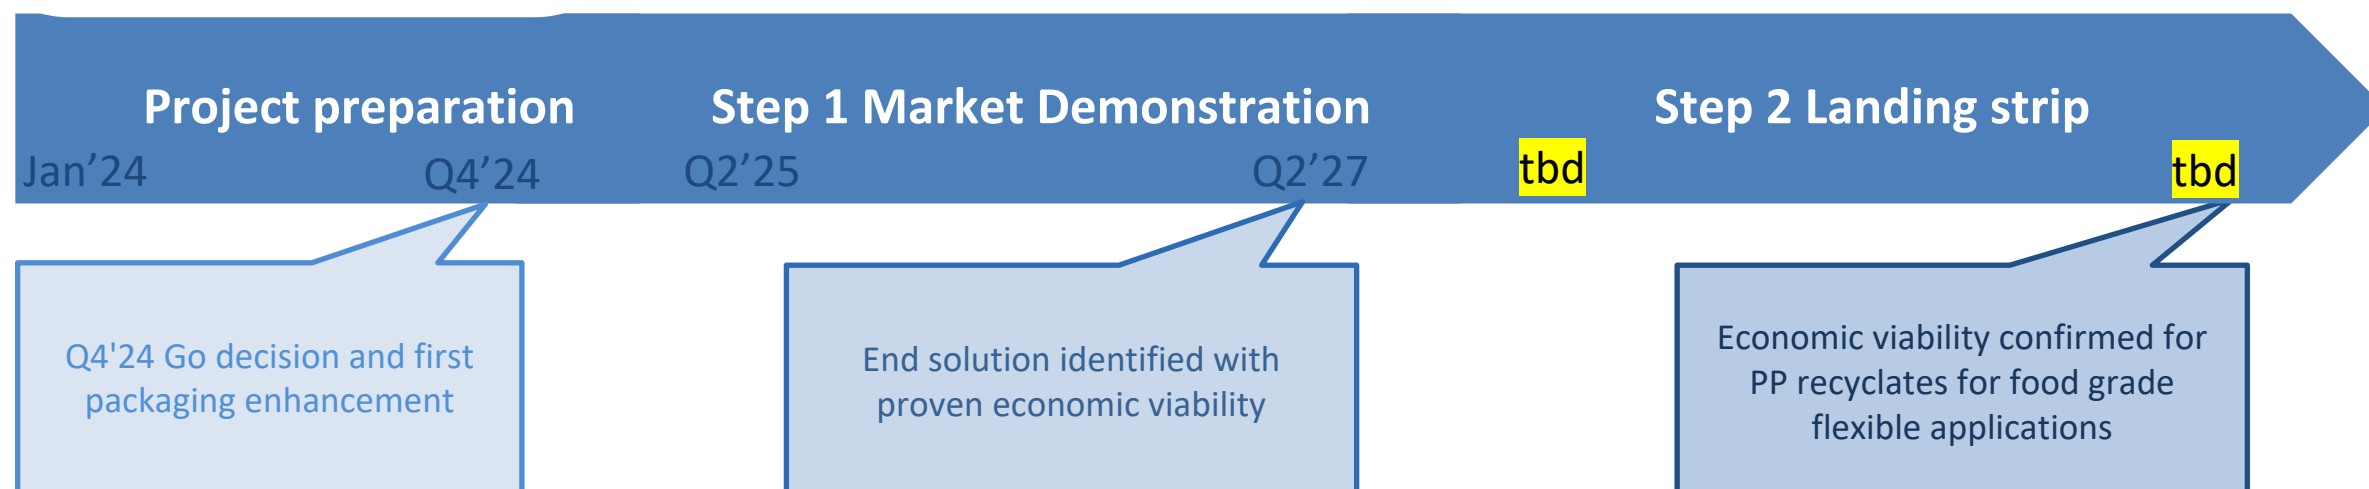 Project preparation
Step 1 Market Demonstration
Step 2 Landing strip
Jan’24
Q4’24
Q2’25
Q2’27
tbd
tbd
Q4'24 Go decision and first
packaging enhancement
End solution identified with
proven economic viability
Economic viability confirmed for
PP recyclates for food grade
flexible applications